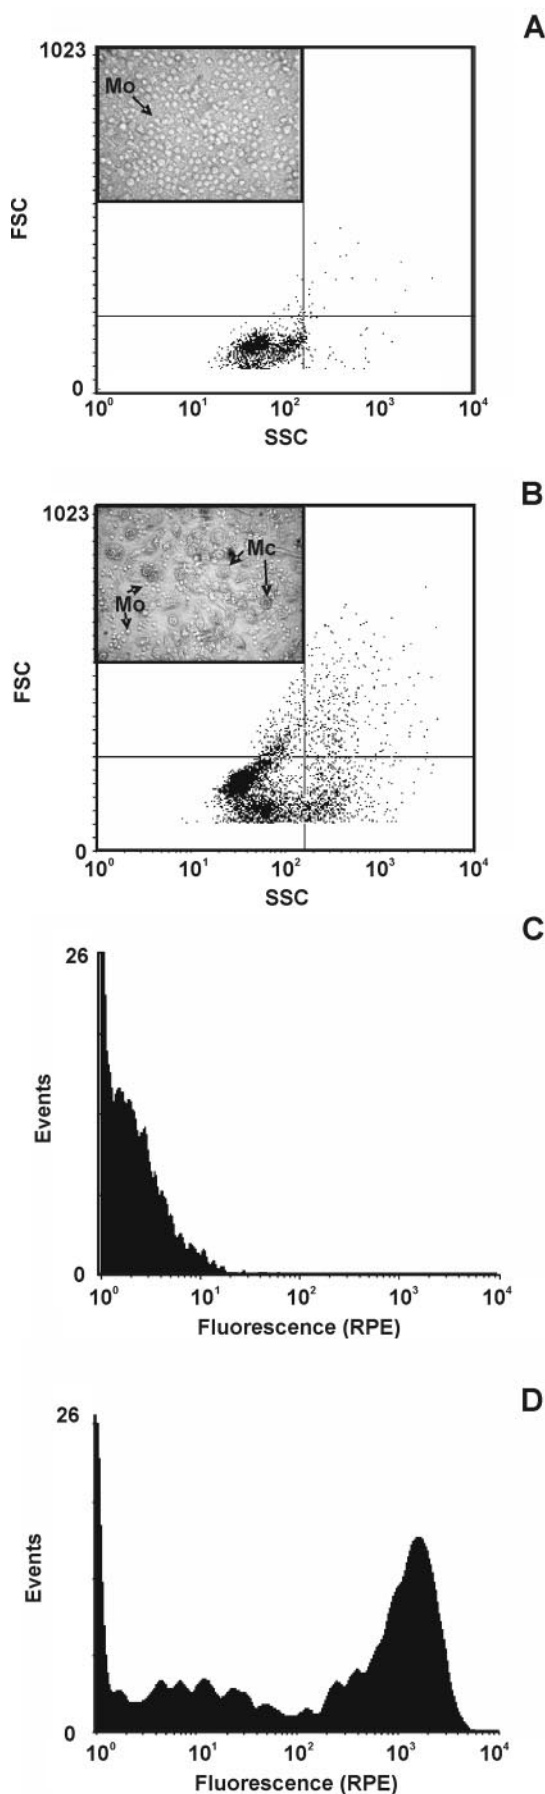 A
1023
Mo
FSC
0
10⁰ 10¹ 10² 10³ 10⁴
SSC
B
1023
Mc
Mo
FSC
0
10⁰ 10¹ 10² 10³ 10⁴
SSC
C
26
Events
0
10⁰ 10¹ 10² 10³ 10⁴
Fluorescence (RPE)
D
26
Events
0
10⁰ 10¹ 10² 10³ 10⁴
Fluorescence (RPE)